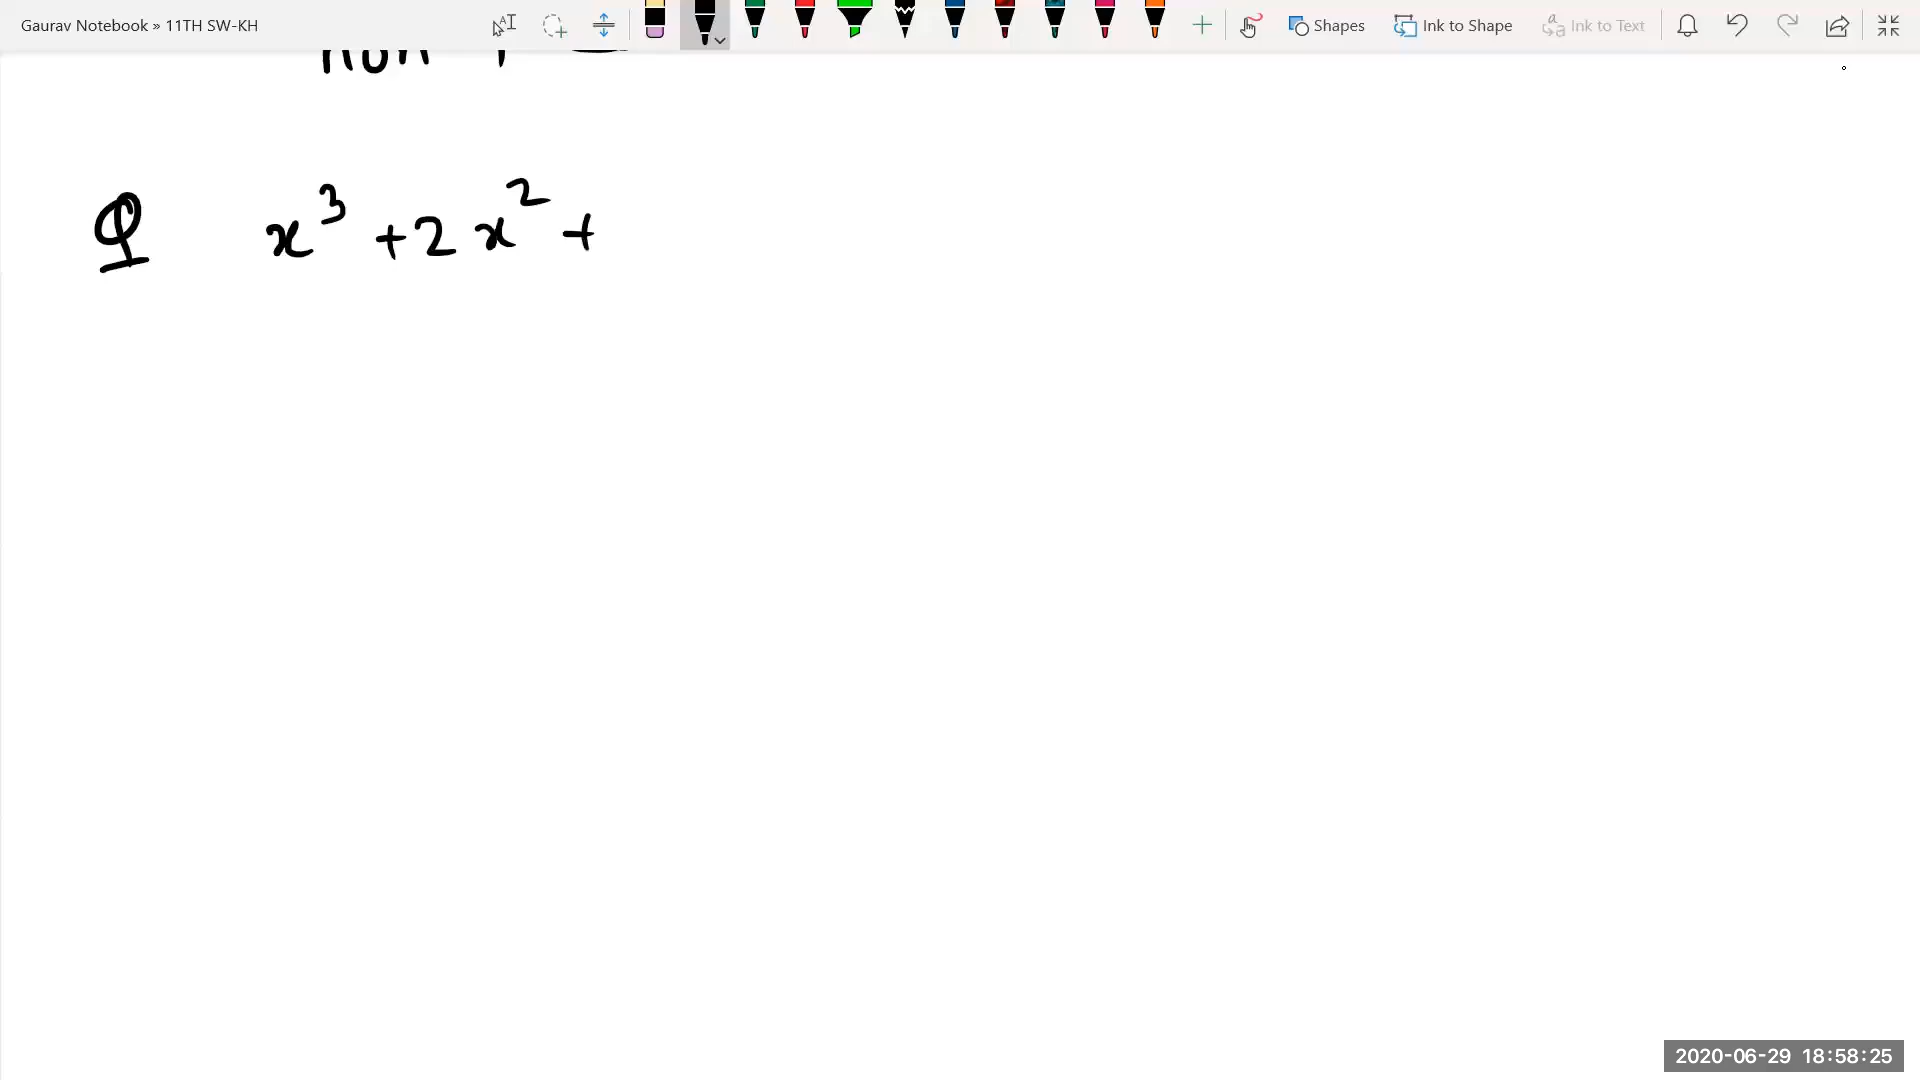 Gaurav Notebook » 11TH SW-KH Shapes Ink to Shape Ink to Text
Q x³ + 2x² +
2020-06-29 18:58:25